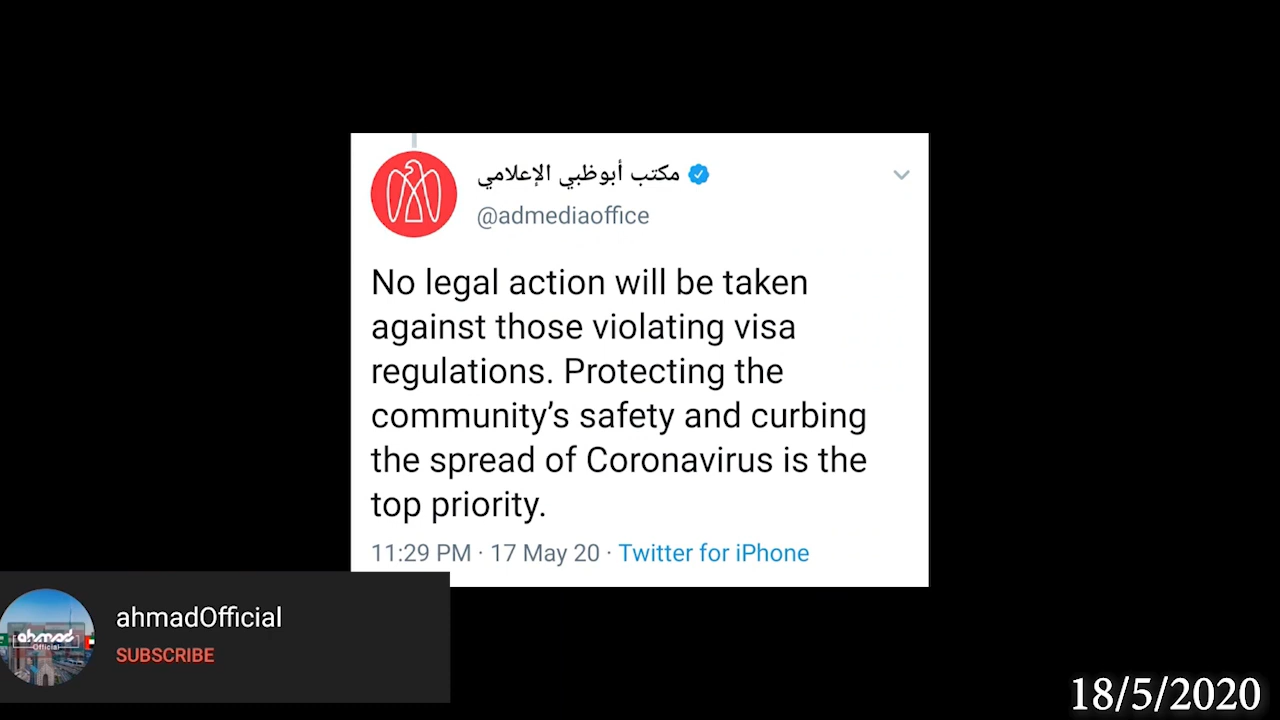 مكتب أبوظبي الإعلامي
@admediaoffice
No legal action will be taken
against those violating visa
regulations. Protecting the
community’s safety and curbing
the spread of Coronavirus is the
top priority.
11:29 PM · 17 May 20 · Twitter for iPhone
ahmadOfficial
SUBSCRIBE
ahmad
Official
18/5/2020